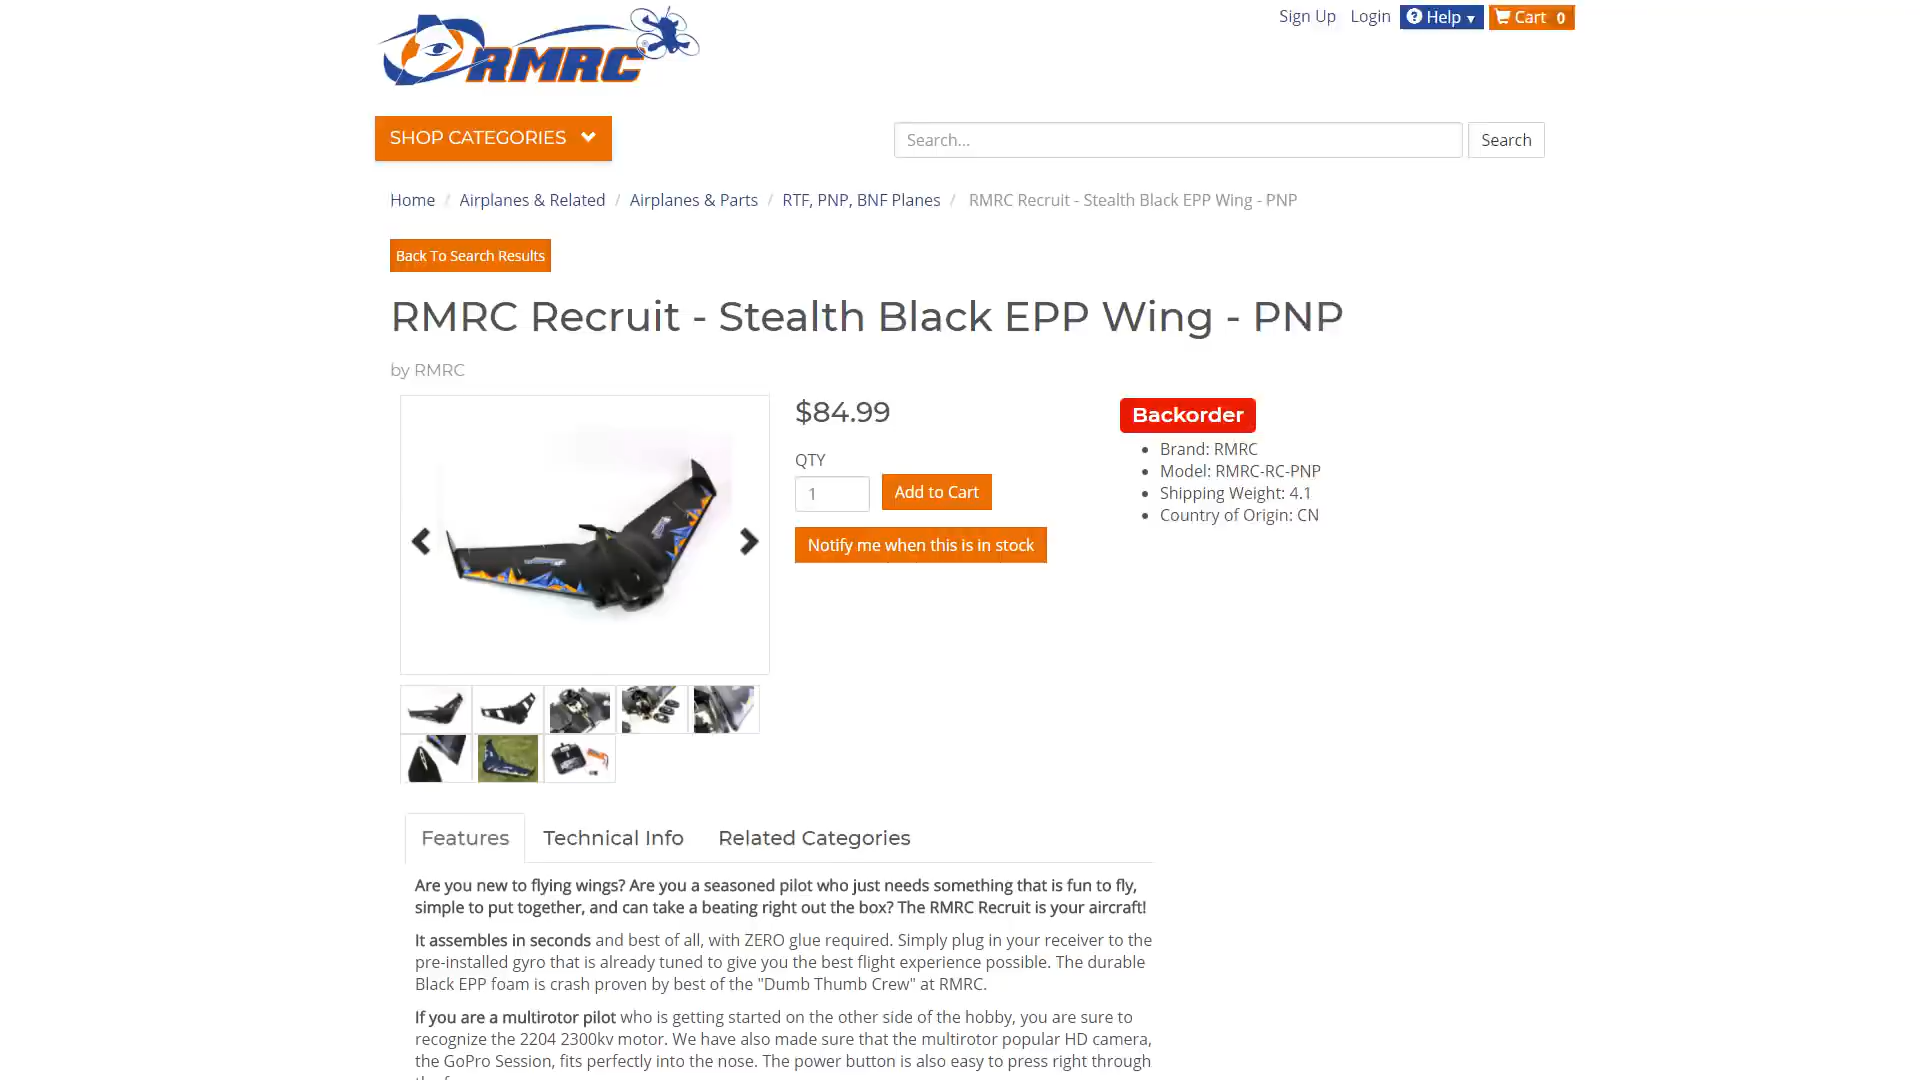 RMRC
Sign Up Login Help ▼ Cart 0
SHOP CATEGORIES
Search... Search
Home / Airplanes & Related / Airplanes & Parts / RTF, PNP, BNF Planes / RMRC Recruit - Stealth Black EPP Wing - PNP
Back To Search Results
RMRC Recruit - Stealth Black EPP Wing - PNP
by RMRC
$84.99
QTY
1 Add to Cart
Notify me when this is in stock
Backorder
• Brand: RMRC
• Model: RMRC-RC-PNP
• Shipping Weight: 4.1
• Country of Origin: CN
Features Technical Info Related Categories
Are you new to flying wings? Are you a seasoned pilot who just needs something that is fun to fly,
simple to put together, and can take a beating right out the box? The RMRC Recruit is your aircraft!
It assembles in seconds and best of all, with ZERO glue required. Simply plug in your receiver to the
pre-installed gyro that is already tuned to give you the best flight experience possible. The durable
Black EPP foam is crash proven by best of the "Dumb Thumb Crew" at RMRC.
If you are a multirotor pilot who is getting started on the other side of the hobby, you are sure to
recognize the 2204 2300kv motor. We have also made sure that the multirotor popular HD camera,
the GoPro Session, fits perfectly into the nose. The power button is also easy to press right through